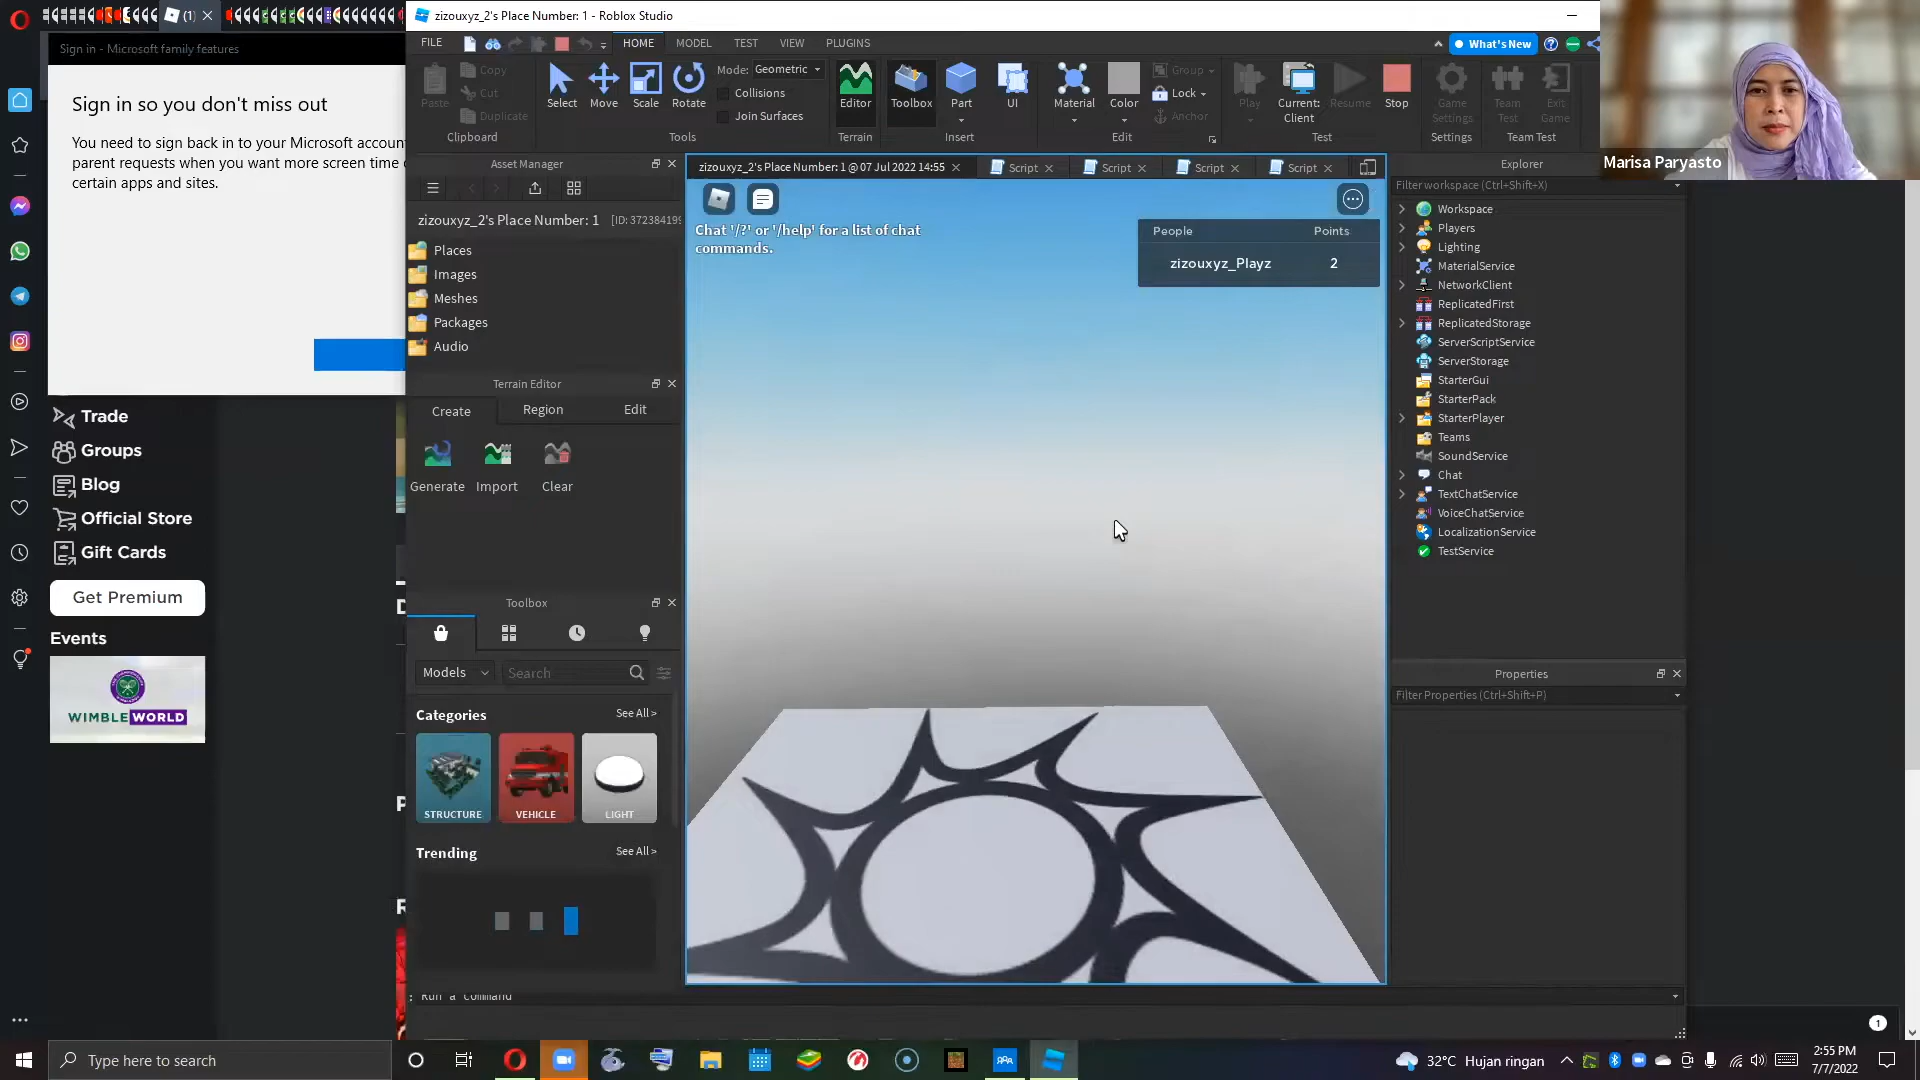 (1)
Sign in - Microsoft family features
Sign in so you don't miss out
You need to sign back in to your Microsoft
parent requests when you want more screen time
certain apps and sites.
Trade
Groups
Blog
Official Store
Gift Cards
Get Premium
Events
WIMBLEWORLD
zizouxyz_2's Place Number: 1 - Roblox Studio
FILE HOME MODEL TEST VIEW PLUGINS
What's New
Paste Copy Cut Duplicate
Clipboard
Select Move Scale Rotate
Mode: Geometric
Collisions
Join Surfaces
Tools
Editor
Terrain
Toolbox Part UI
Insert
Material Color Group Lock Anchor
Edit
Play Current: Client Resume Stop
Test
Game Settings
Settings
Team Test Exit Game
Team Test
Marisa Paryasto
Asset Manager
zizouxyz_2's Place Number: 1 [ID: 372384199
Places
Images
Meshes
Packages
Audio
Terrain Editor
Create Region Edit
Generate Import Clear
Toolbox
Models Search
Categories See All >
STRUCTURE VEHICLE LIGHT
Trending See All >
Run a command
zizouxyz_2's Place Number: 1 @ 07 Jul 2022 14:55
Script Script Script Script
Chat '/?' or '/help' for a list of chat
commands.
People Points
zizouxyz_Playz 2
Explorer
Filter workspace (Ctrl+Shift+X)
Workspace
Players
Lighting
MaterialService
NetworkClient
ReplicatedFirst
ReplicatedStorage
ServerScriptService
ServerStorage
StarterGui
StarterPack
StarterPlayer
Teams
SoundService
Chat
TextChatService
VoiceChatService
LocalizationService
TestService
Properties
Filter Properties (Ctrl+Shift+P)
1
Type here to search
32°C Hujan ringan
2:55 PM
7/7/2022